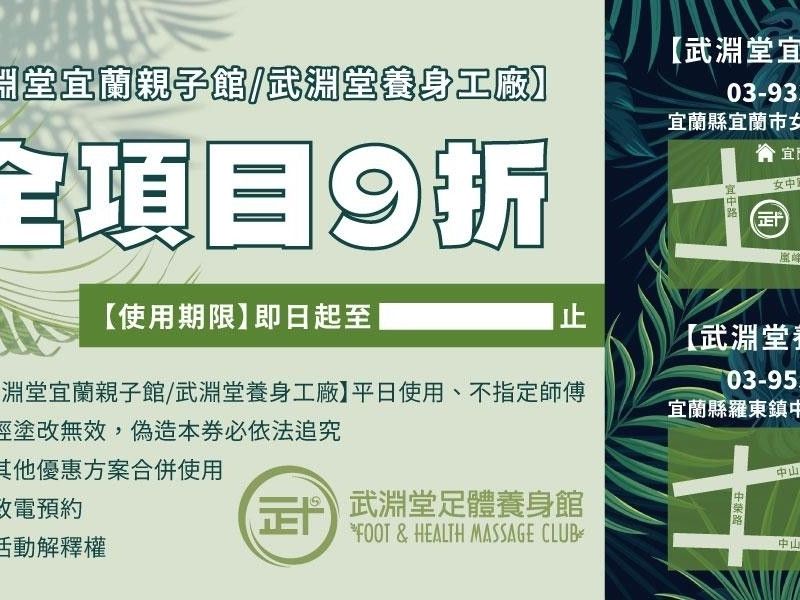 淵堂宜蘭親子館/武淵堂養身工廠】
全項目9折
【使用期限】即日起至 止
淵堂宜蘭親子館/武淵堂養身工廠】平日使用、不指定師傅
塗改無效，偽造本券必依法追究
其他優惠方案合併使用
致電預約
活動解釋權
武淵堂足體養身館
FOOT & HEALTH MASSAGE CLUB
【武淵堂宜
03-93
宜蘭縣宜蘭市女
宜蘭
女中
宜中路
嵐峰
【武淵堂養
03-95
宜蘭縣羅東鎮中
中山
中榮路
中山